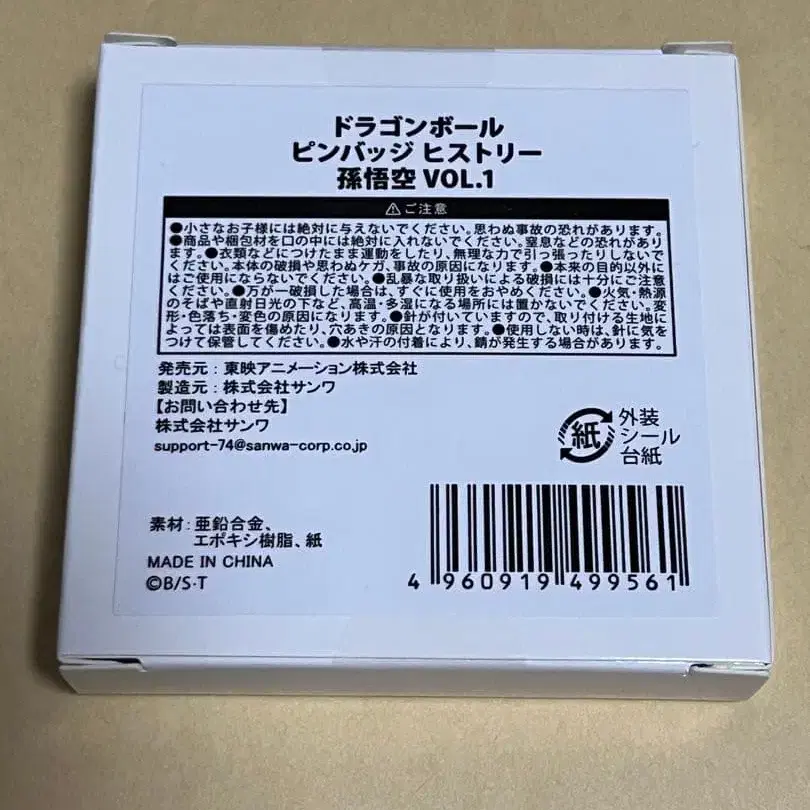 ドラゴンボール
ピンバッジ ヒストリー
孫悟空 VOL.1
⚠ご注意
●小さなお子様には絶対に与えないでください。思わぬ事故の恐れがあります。
●商品や梱包材を口の中には絶対に入れないでください。窒息などの恐れがあり
ます。●衣類などにつけたまま運動をしたり、無理な力で引っ張ったりしないで
ください。本体の破損や思わぬケガ、事故の原因になります。●本来の目的以外に
はご使用にならないでください。●乱暴な取り扱いによる破損には十分にご注意
ください。●万が一破損した場合は、すぐに使用をおやめください。●火気・熱源
のそばや直射日光の下など、高温・多湿になる場所には置かないでください。変
形・色落ち・変色の原因になります。●針が付いていますので、取り付ける生地に
よっては表面を傷めたり、穴あきの原因となります。●使用しない時は、針に気を
つけて保管してください。●水や汗の付着により、錆が発生する場合があります。
発売元：東映アニメーション株式会社
製造元：株式会社サンワ
【お問い合わせ先】
株式会社サンワ
support-74@sanwa-corp.co.jp
紙
外装
シール
台紙
素材：亜鉛合金、
エポキシ樹脂、紙
MADE IN CHINA
©B/S・T
4 960919 499561